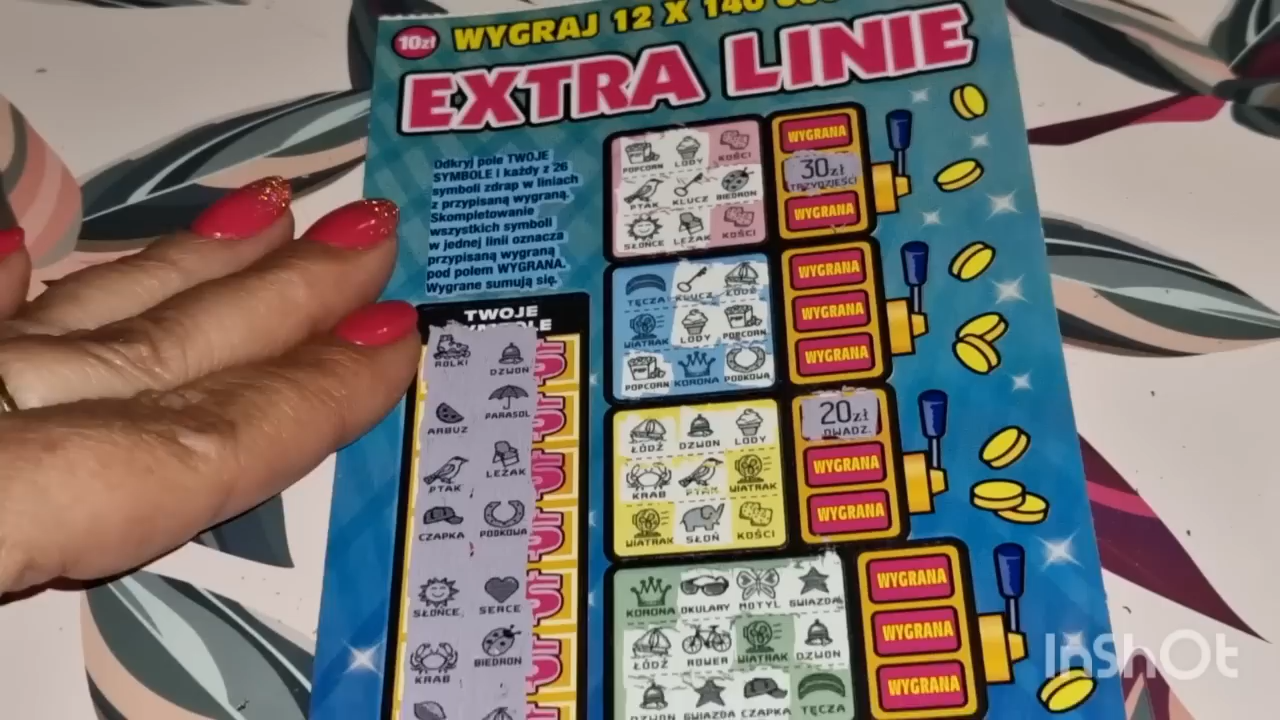 10zł WYGRAJ 12 X 140
EXTRA LINIE
Odkryj pole TWOJE
SYMBOLE i każdy z 26
symboli zdrap w liniach
z przypisaną wygraną.
Skompletowanie
wszystkich symboli
w jednej linii oznacza
przypisaną wygraną
pod polem WYGRANA.
Wygrane sumują się.
TWOJE
ROLKI DZWON
ARBUZ PARASOL
PTAK LEŻAK
CZAPKA PODKOWA
SŁOŃCE SERCE
KRAB BIEDRON
POPCORN LODY KOŚCI WYGRANA
PTAK KLUCZ BIEDRON 30zł
TRZYDZIEŚCI
SŁOŃCE LEŻAK KOŚCI WYGRANA
TĘCZA KLUCZ ŁÓDŹ WYGRANA
WIATRAK LODY POPCORN WYGRANA
POPCORN KORONA PODKOWA WYGRANA
ŁÓDŹ DZWON LODY 20zł
DWADZ.
KRAB PTAK WIATRAK WYGRANA
WIATRAK SŁOŃ KOŚCI WYGRANA
KORONA OKULARY MOTYL GWIAZDA WYGRANA
ŁÓDŹ ROWER WIATRAK DZWON WYGRANA
DZWON GWIAZDA CZAPKA TĘCZA WYGRANA
InShOt